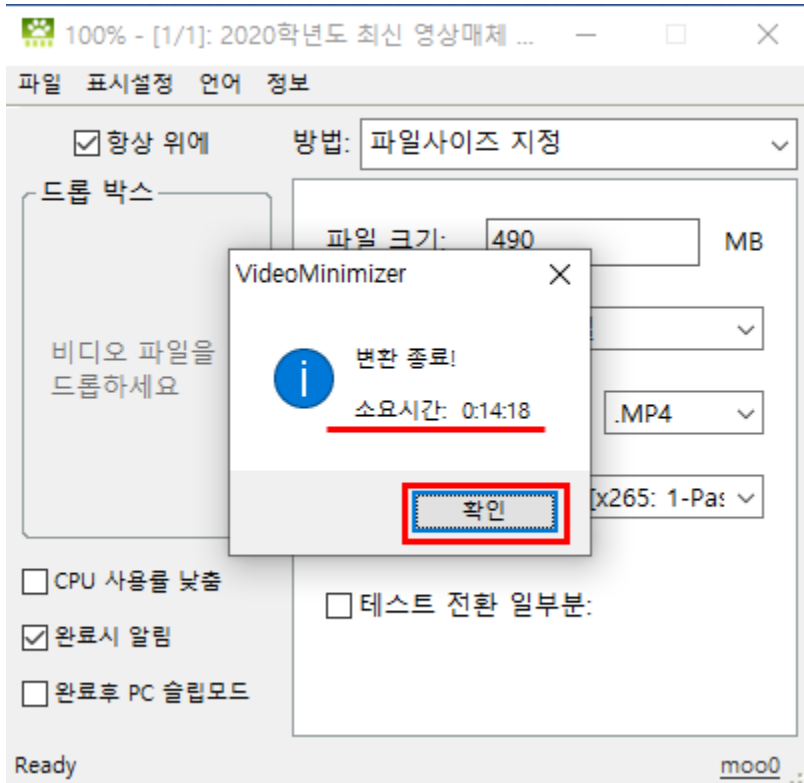 100% - [1/1]: 2020학년도 최신 영상매체 ...
파일 표시설정 언어 정보
항상 위에 방법: 파일사이즈 지정
드롭 박스
파일 크기: 490 MB
VideoMinimizer
비디오 파일을
드롭하세요
변환 종료!
소요시간: 0:14:18
.MP4
확인
[x265: 1-Pas
CPU 사용률 낮춤
테스트 전환 일부분:
완료시 알림
완료후 PC 슬립모드
Ready moo0